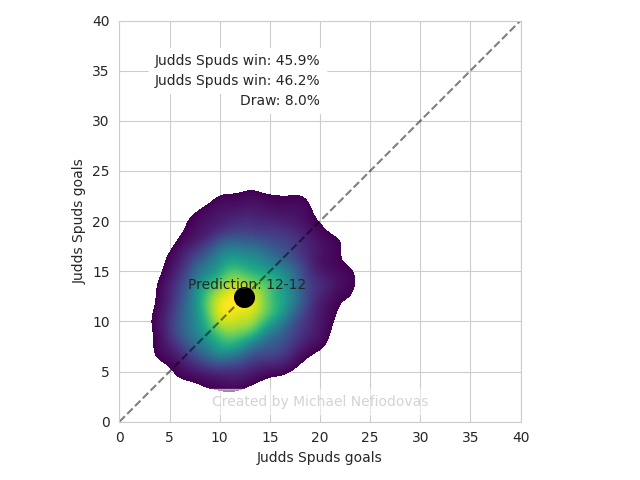 Judds Spuds win: 45.9%
Judds Spuds win: 46.2%
Draw: 8.0%
Prediction: 12-12
Created by Michael Nefiodovas
Judds Spuds goals
40
35
30
25
20
15
10
5
0
0 5 10 15 20 25 30 35 40
Judds Spuds goals